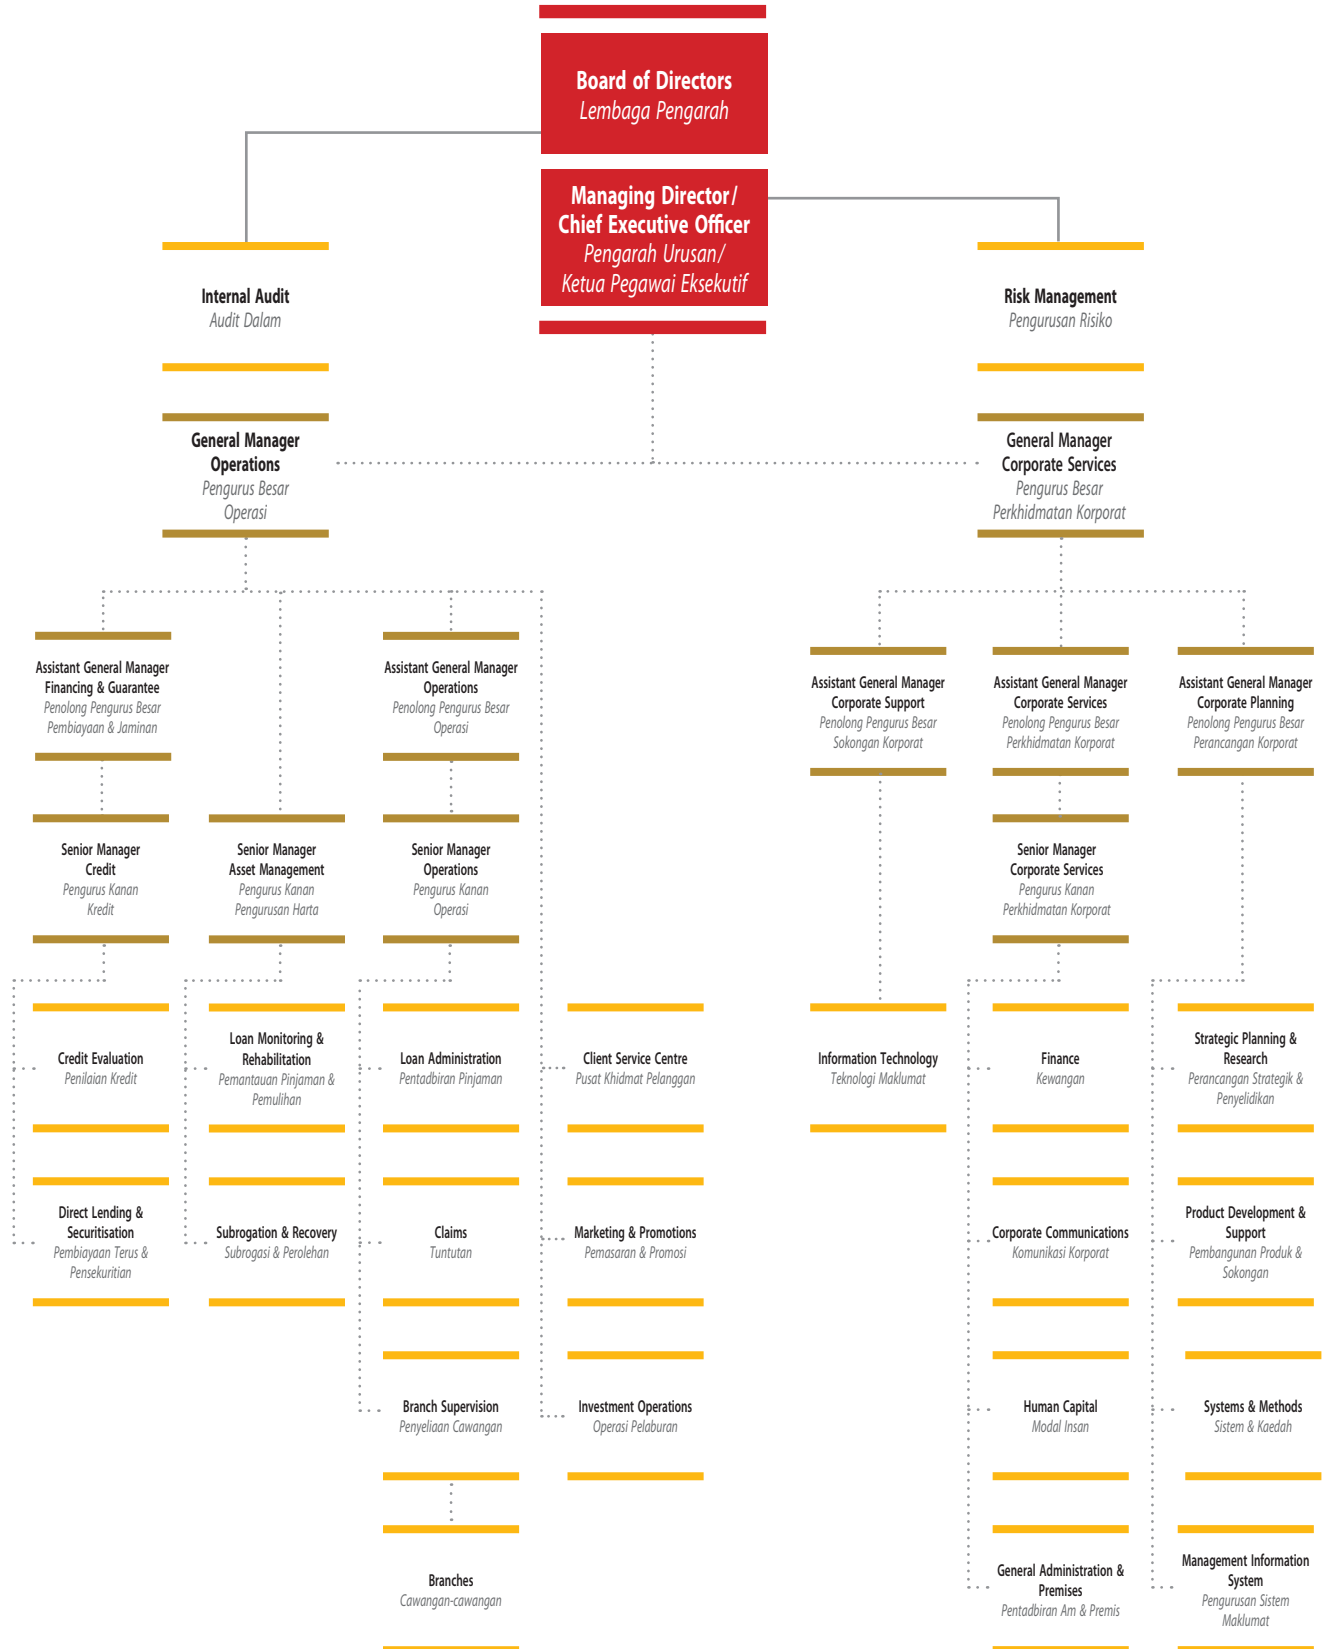 Board of Directors
Lembaga Pengarah
Managing Director/
Chief Executive Officer
Pengarah Urusan/
Ketua Pegawai Eksekutif
Internal Audit
Audit Dalam
Risk Management
Pengurusan Risiko
General Manager
Operations
Pengurus Besar
Operasi
General Manager
Corporate Services
Pengurus Besar
Perkhidmatan Korporat
Assistant General Manager
Financing & Guarantee
Penolong Pengurus Besar
Pembiayaan & Jaminan
Assistant General Manager
Operations
Penolong Pengurus Besar
Operasi
Assistant General Manager
Corporate Support
Penolong Pengurus Besar
Sokongan Korporat
Assistant General Manager
Corporate Services
Penolong Pengurus Besar
Perkhidmatan Korporat
Assistant General Manager
Corporate Planning
Penolong Pengurus Besar
Perancangan Korporat
Senior Manager
Credit
Pengurus Kanan
Kredit
Senior Manager
Asset Management
Pengurus Kanan
Pengurusan Harta
Senior Manager
Operations
Pengurus Kanan
Operasi
Senior Manager
Corporate Services
Pengurus Kanan
Perkhidmatan Korporat
Credit Evaluation
Penilaian Kredit
Loan Monitoring &
Rehabilitation
Pemantauan Pinjaman &
Pemulihan
Loan Administration
Pentadbiran Pinjaman
Client Service Centre
Pusat Khidmat Pelanggan
Information Technology
Teknologi Maklumat
Finance
Kewangan
Strategic Planning &
Research
Perancangan Strategik &
Penyelidikan
Direct Lending &
Securitisation
Pembiayaan Terus &
Pensekuritian
Subrogation & Recovery
Subrogasi & Perolehan
Claims
Tuntutan
Marketing & Promotions
Pemasaran & Promosi
Corporate Communications
Komunikasi Korporat
Product Development &
Support
Pembangunan Produk &
Sokongan
Branch Supervision
Penyeliaan Cawangan
Investment Operations
Operasi Pelaburan
Human Capital
Modal Insan
Systems & Methods
Sistem & Kaedah
Branches
Cawangan-cawangan
General Administration &
Premises
Pentadbiran Am & Premis
Management Information
System
Pengurusan Sistem
Maklumat